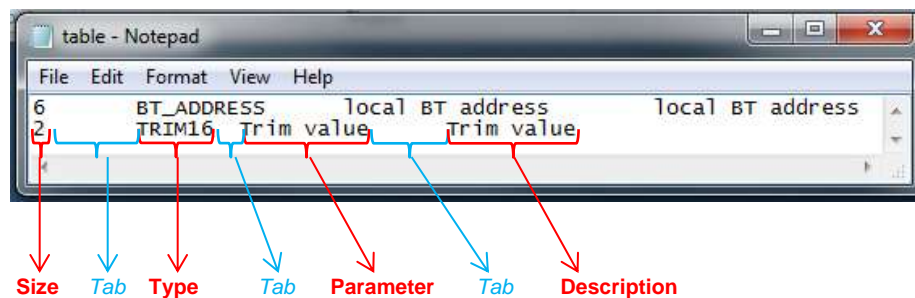 table - Notepad
File Edit Format View Help
6 BT_ADDRESS local BT address local BT address
2 TRIM16 Trim value Trim value
Size Tab Type Tab Parameter Tab Description